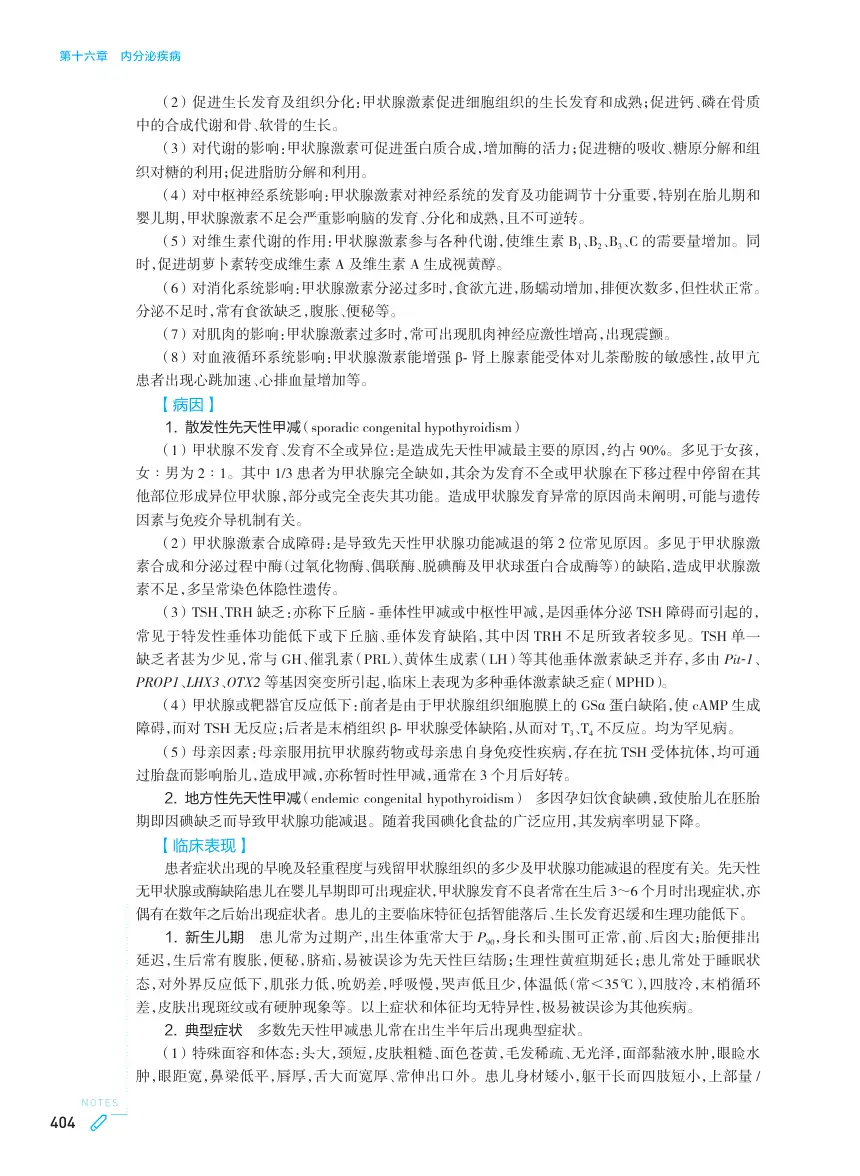 第十六章 内分泌疾病
（2）促进生长发育及组织分化：甲状腺激素促进细胞组织的生长发育和成熟；促进钙、磷在骨质
中的合成代谢和骨、软骨的生长。
（3）对代谢的影响：甲状腺激素可促进蛋白质合成，增加酶的活力；促进糖的吸收、糖原分解和组
织对糖的利用；促进脂肪分解和利用。
（4）对中枢神经系统影响：甲状腺激素对神经系统的发育及功能调节十分重要，特别在胎儿期和
婴儿期，甲状腺激素不足会严重影响脑的发育、分化和成熟，且不可逆转。
（5）对维生素代谢的作用：甲状腺激素参与各种代谢，使维生素 B₁、B₂、B₃、C 的需要量增加。同
时，促进胡萝卜素转变成维生素 A 及维生素 A 生成视黄醇。
（6）对消化系统影响：甲状腺激素分泌过多时，食欲亢进，肠蠕动增加，排便次数多，但性状正常。
分泌不足时，常有食欲缺乏，腹胀、便秘等。
（7）对肌肉的影响：甲状腺激素过多时，常可出现肌肉神经应激性增高，出现震颤。
（8）对血液循环系统影响：甲状腺激素能增强 β- 肾上腺素能受体对儿茶酚胺的敏感性，故甲亢
患者出现心跳加速、心排血量增加等。
【病因】
1. 散发性先天性甲减（sporadic congenital hypothyroidism）
（1）甲状腺不发育、发育不全或异位：是造成先天性甲减最主要的原因，约占 90%。多见于女孩，
女∶男为 2∶1。其中 1/3 患者为甲状腺完全缺如，其余为发育不全或甲状腺在下移过程中停留在其
他部位形成异位甲状腺，部分或完全丧失其功能。造成甲状腺发育异常的原因尚未阐明，可能与遗传
因素与免疫介导机制有关。
（2）甲状腺激素合成障碍：是导致先天性甲状腺功能减退的第 2 位常见原因。多见于甲状腺激
素合成和分泌过程中酶（过氧化物酶、偶联酶、脱碘酶及甲状球蛋白合成酶等）的缺陷，造成甲状腺激
素不足，多呈常染色体隐性遗传。
（3）TSH、TRH 缺乏：亦称下丘脑 - 垂体性甲减或中枢性甲减，是因垂体分泌 TSH 障碍而引起的，
常见于特发性垂体功能低下或下丘脑、垂体发育缺陷，其中因 TRH 不足所致者较多见。TSH 单一
缺乏者甚为少见，常与 GH、催乳素（PRL）、黄体生成素（LH）等其他垂体激素缺乏并存，多由 Pit-1、
PROP1、LHX3、OTX2 等基因突变所引起，临床上表现为多种垂体激素缺乏症（MPHD）。
（4）甲状腺或靶器官反应低下：前者是由于甲状腺组织细胞膜上的 GSα 蛋白缺陷，使 cAMP 生成
障碍，而对 TSH 无反应；后者是末梢组织 β- 甲状腺受体缺陷，从而对 T₃、T₄ 不反应。均为罕见病。
（5）母亲因素：母亲服用抗甲状腺药物或母亲患自身免疫性疾病，存在抗 TSH 受体抗体，均可通
过胎盘而影响胎儿，造成甲减，亦称暂时性甲减，通常在 3 个月后好转。
2. 地方性先天性甲减（endemic congenital hypothyroidism） 多因孕妇饮食缺碘，致使胎儿在胚胎
期即因碘缺乏而导致甲状腺功能减退。随着我国碘化食盐的广泛应用，其发病率明显下降。
【临床表现】
患者症状出现的早晚及轻重程度与残留甲状腺组织的多少及甲状腺功能减退的程度有关。先天性
无甲状腺或酶缺陷患儿在婴儿早期即可出现症状，甲状腺发育不良者常在生后 3～6 个月时出现症状，亦
偶有在数年之后始出现症状者。患儿的主要临床特征包括智能落后、生长发育迟缓和生理功能低下。
1. 新生儿期 患儿常为过期产，出生体重常大于 P₉₀，身长和头围可正常，前、后囟大；胎便排出
延迟，生后常有腹胀，便秘，脐疝，易被误诊为先天性巨结肠；生理性黄疸期延长；患儿常处于睡眠状
态，对外界反应低下，肌张力低，吮奶差，呼吸慢，哭声低且少，体温低（常＜35℃），四肢冷，末梢循环
差，皮肤出现斑纹或有硬肿现象等。以上症状和体征均无特异性，极易被误诊为其他疾病。
2. 典型症状 多数先天性甲减患儿常在出生半年后出现典型症状。
（1）特殊面容和体态：头大，颈短，皮肤粗糙、面色苍黄，毛发稀疏、无光泽，面部黏液水肿，眼睑水
肿，眼距宽，鼻梁低平，唇厚，舌大而宽厚、常伸出口外。患儿身材矮小，躯干长而四肢短小，上部量 /
NOTES
404